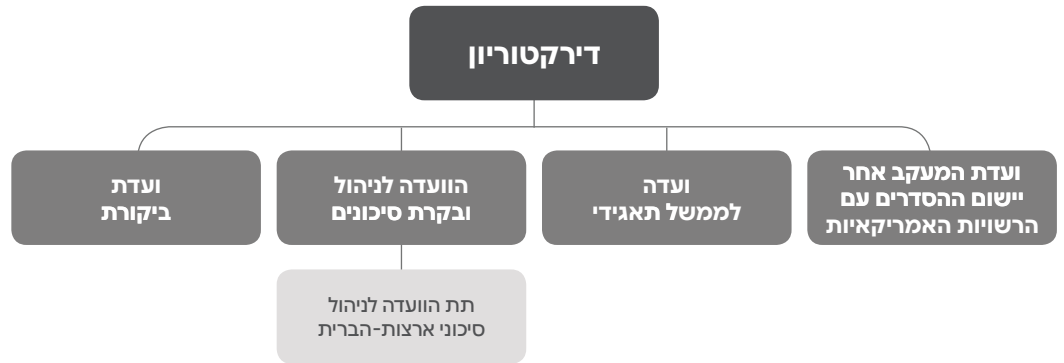 דירקטוריון
ועדת המעקב אחר
יישום ההסדרים עם
הרשויות האמריקאיות
ועדה
לממשל תאגידי
הוועדה לניהול
ובקרת סיכונים
ועדת
ביקורת
תת הוועדה לניהול
סיכוני ארצות-הברית